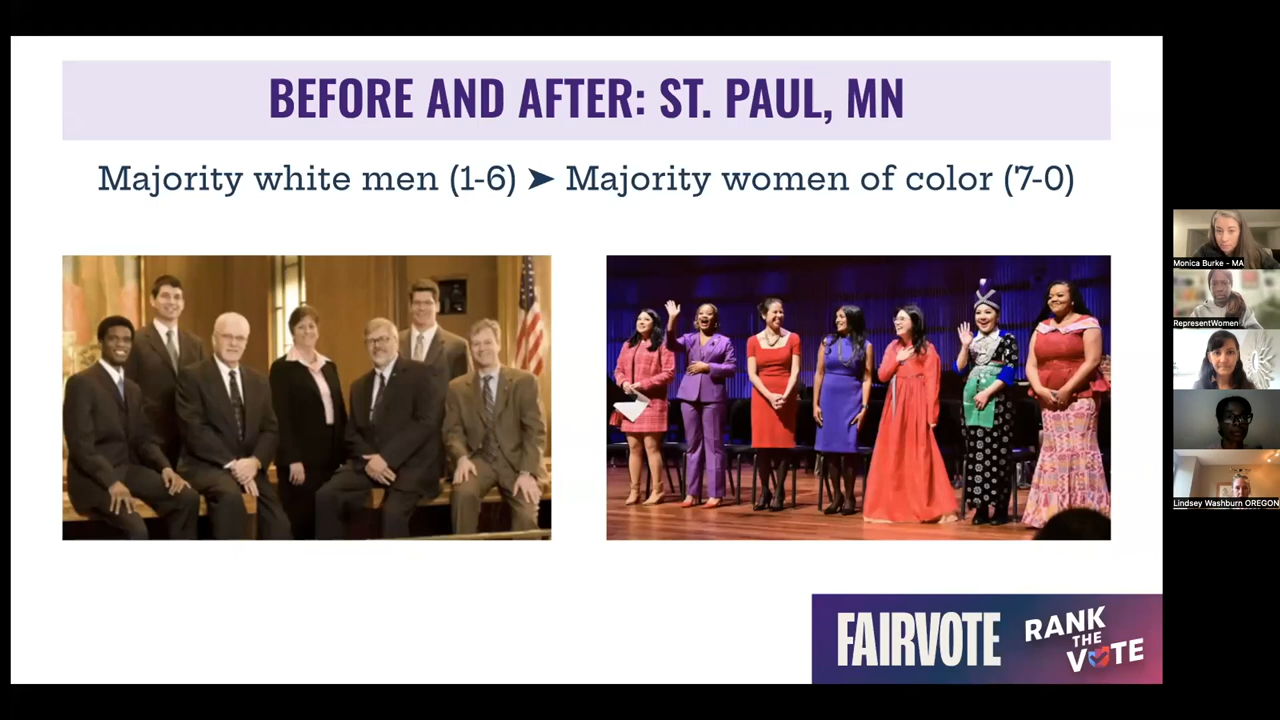 BEFORE AND AFTER: ST. PAUL, MN
Majority white men (1-6) ➤ Majority women of color (7-0)
Monica Burke - MA
RepresentWomen
Lindsey Washburn OREGON
FAIRVOTE
RANK
THE
VOTE